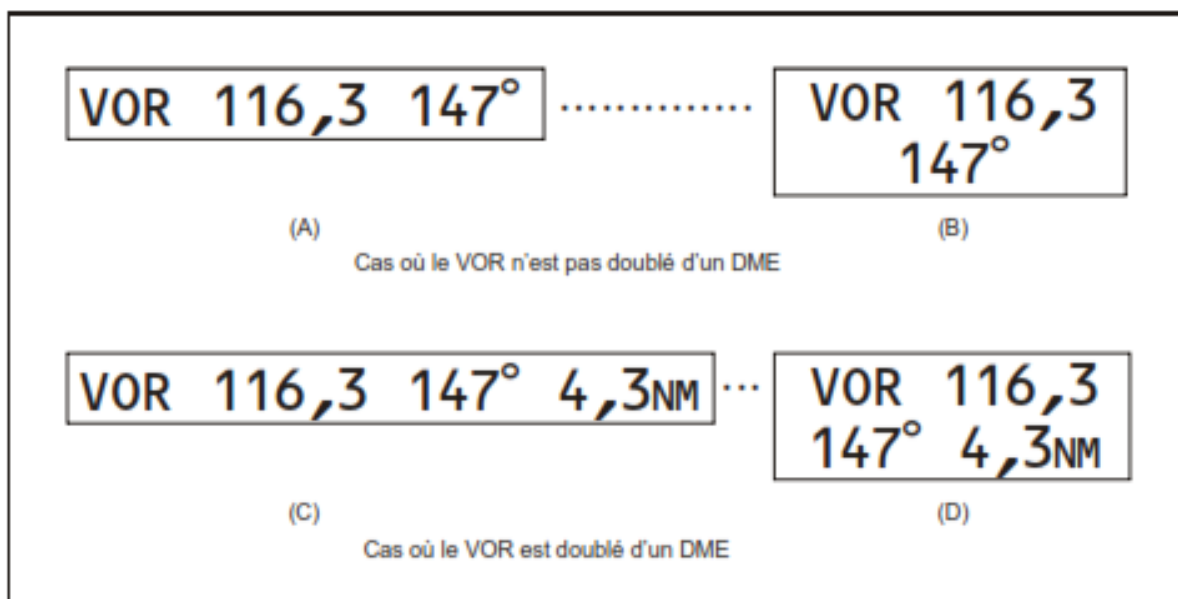 VOR 116,3 147° .............. VOR 116,3
147°
(A) (B)
Cas où le VOR n'est pas doublé d'un DME
VOR 116,3 147° 4,3NM ... VOR 116,3
147° 4,3NM
(C) (D)
Cas où le VOR est doublé d'un DME